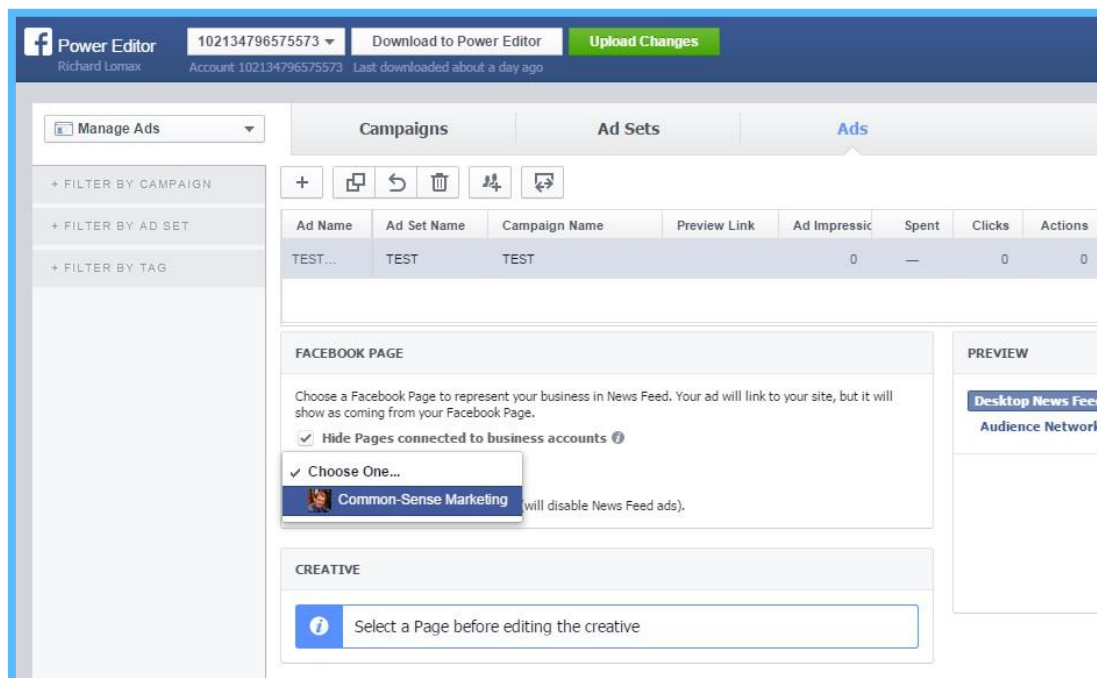 f Power Editor
102134796575573
Download to Power Editor
Upload Changes
Richard Lomax
Account 102134796575573 Last downloaded about a day ago
Manage Ads
Campaigns
Ad Sets
Ads
+ FILTER BY CAMPAIGN
+ FILTER BY AD SET
+ FILTER BY TAG
Ad Name
Ad Set Name
Campaign Name
Preview Link
Ad Impressic
Spent
Clicks
Actions
TEST...
TEST
TEST
0
—
0
0
FACEBOOK PAGE
Choose a Facebook Page to represent your business in News Feed. Your ad will link to your site, but it will
show as coming from your Facebook Page.
Hide Pages connected to business accounts
Choose One...
Common-Sense Marketing
(will disable News Feed ads).
CREATIVE
Select a Page before editing the creative
PREVIEW
Desktop News Feed
Audience Network